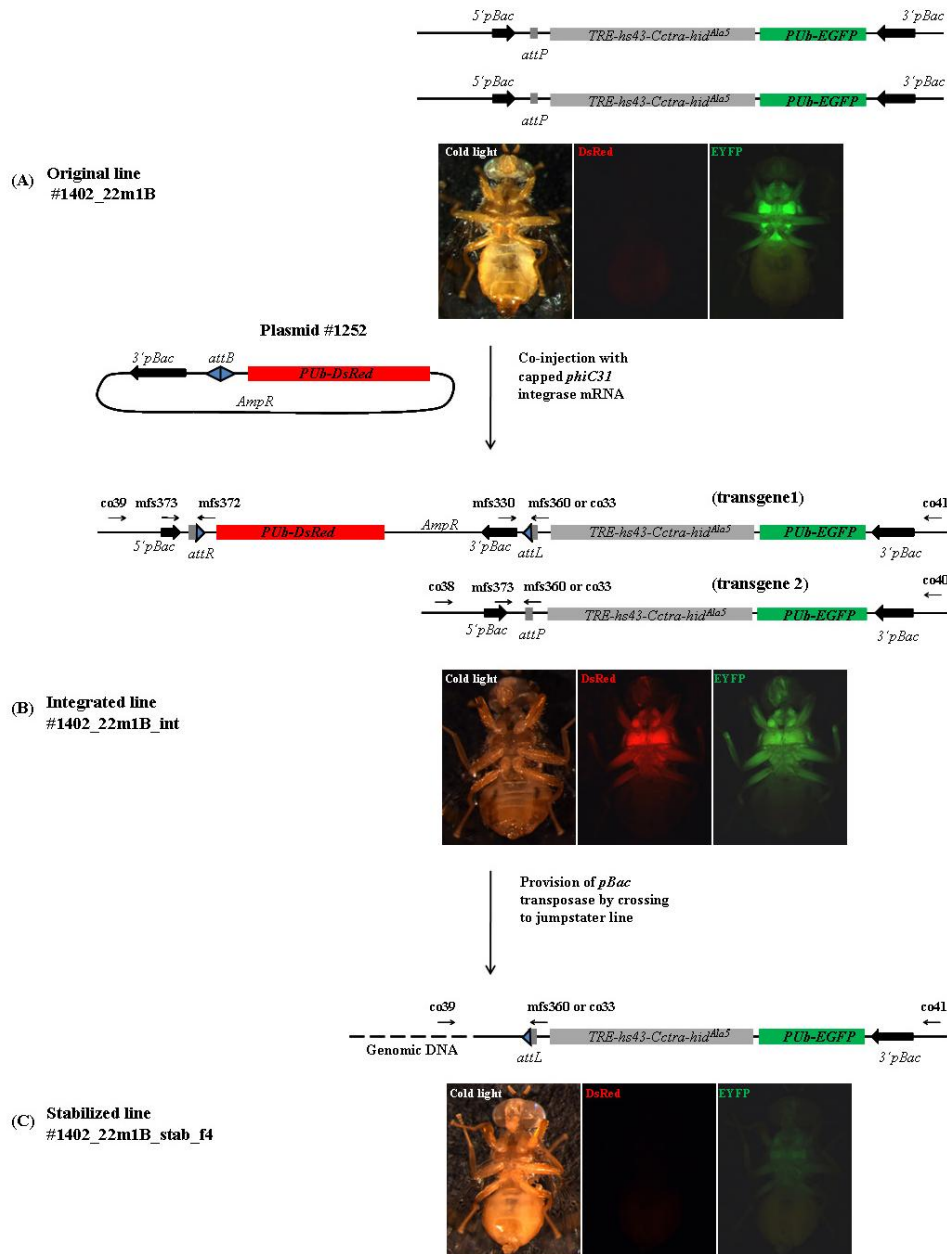 5'pBac 3'pBac
TRE-hs43-Cctra-hidAla5 PUb-EGFP
attP
5'pBac 3'pBac
TRE-hs43-Cctra-hidAla5 PUb-EGFP
attP
Cold light DsRed EYFP
(A) Original line
#1402_22m1B
Plasmid #1252
3'pBac attB
PUb-DsRed
AmpR
Co-injection with
capped phiC31
integrase mRNA
co39 mfs373 mfs372 mfs330 mfs360 or co33 (transgene1) co41
PUb-DsRed AmpR TRE-hs43-Cctra-hidAla5 PUb-EGFP
5'pBac attR 3'pBac attL 3'pBac
co38 mfs373 mfs360 or co33 (transgene 2) co40
TRE-hs43-Cctra-hidAla5 PUb-EGFP
5'pBac attP 3'pBac
Cold light DsRed EYFP
(B) Integrated line
#1402_22m1B_int
Provision of pBac
transposase by crossing
to jumpstater line
co39 mfs360 or co33 co41
TRE-hs43-Cctra-hidAla5 PUb-EGFP
Genomic DNA attL 3'pBac
Cold light DsRed EYFP
(C) Stabilized line
#1402_22m1B_stab_f4